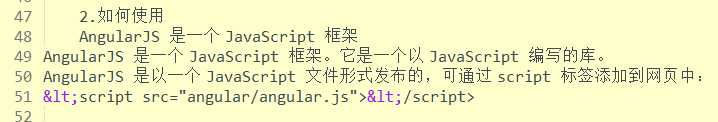 47 2.如何使用
48 AngularJS 是一个 JavaScript 框架
49 AngularJS 是一个 JavaScript 框架。它是一个以 JavaScript 编写的库。
50 AngularJS 是以一个 JavaScript 文件形式发布的，可通过 script 标签添加到网页中：
51 &lt;script src="angular/angular.js">&lt;/script>
52